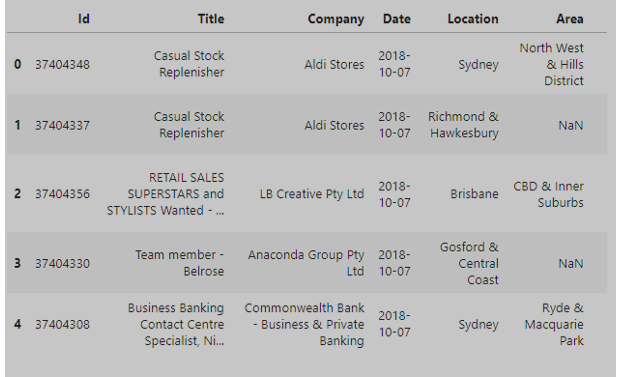 Id Title Company Date Location Area
0 37404348 Casual Stock Replenisher Aldi Stores 2018-10-07 Sydney North West & Hills District
1 37404337 Casual Stock Replenisher Aldi Stores 2018-10-07 Richmond & Hawkesbury NaN
2 37404356 RETAIL SALES SUPERSTARS and STYLISTS Wanted - ... LB Creative Pty Ltd 2018-10-07 Brisbane CBD & Inner Suburbs
3 37404330 Team member - Belrose Anaconda Group Pty Ltd 2018-10-07 Gosford & Central Coast NaN
4 37404308 Business Banking Contact Centre Specialist, Ni... Commonwealth Bank - Business & Private Banking 2018-10-07 Sydney Ryde & Macquarie Park